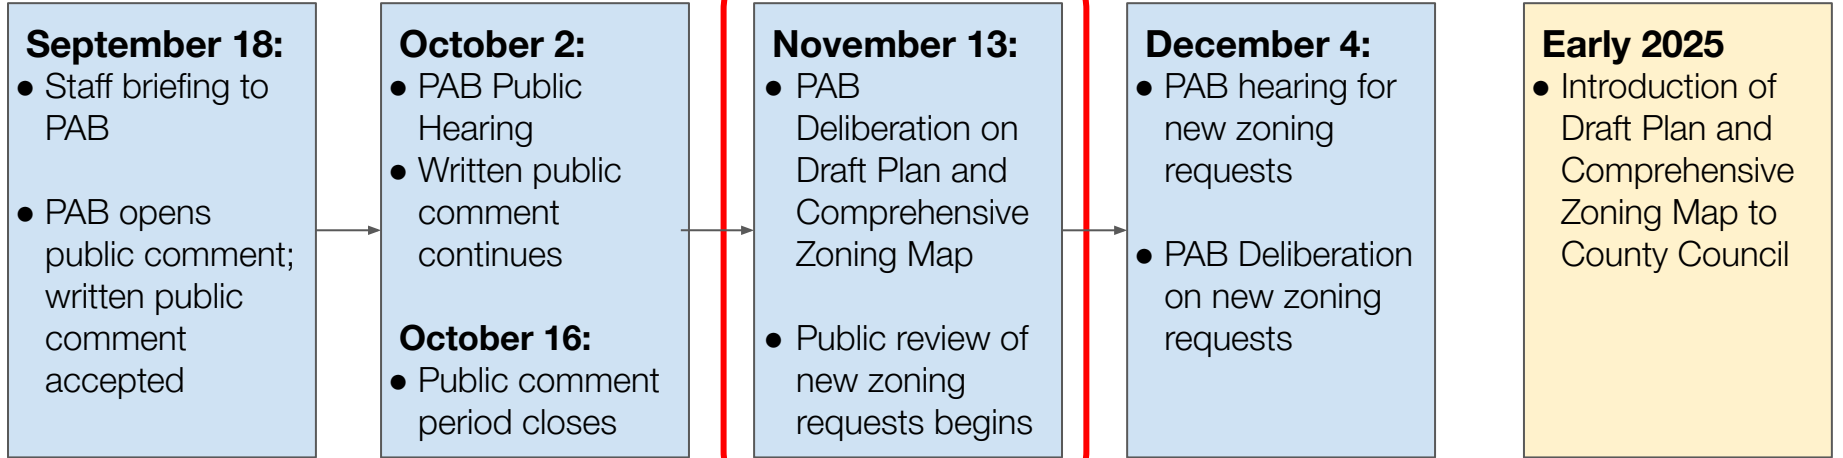 September 18:
● Staff briefing to
PAB
● PAB opens
public comment;
written public
comment
accepted
October 2:
● PAB Public
Hearing
● Written public
comment
continues
October 16:
● Public comment
period closes
November 13:
● PAB
Deliberation on
Draft Plan and
Comprehensive
Zoning Map
● Public review of
new zoning
requests begins
December 4:
● PAB hearing for
new zoning
requests
● PAB Deliberation
on new zoning
requests
Early 2025
● Introduction of
Draft Plan and
Comprehensive
Zoning Map to
County Council